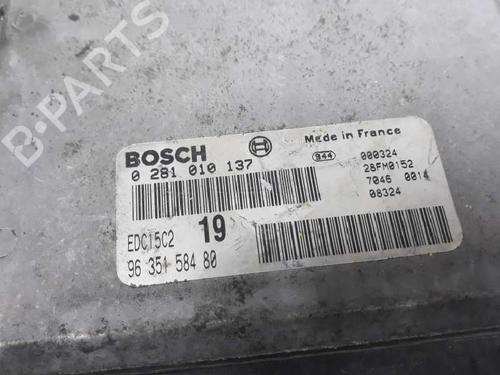 B-PARTS
BOSCH
Made in France
0 281 010 137
944
000324
28FM0152
7046 0014
08324
EDC15C2
19
96 351 584 80